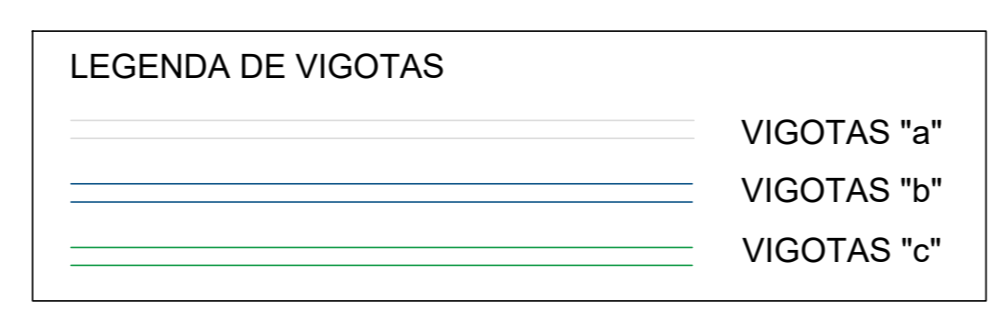 LEGENDA DE VIGOTAS
VIGOTAS "a"
VIGOTAS "b"
VIGOTAS "c"